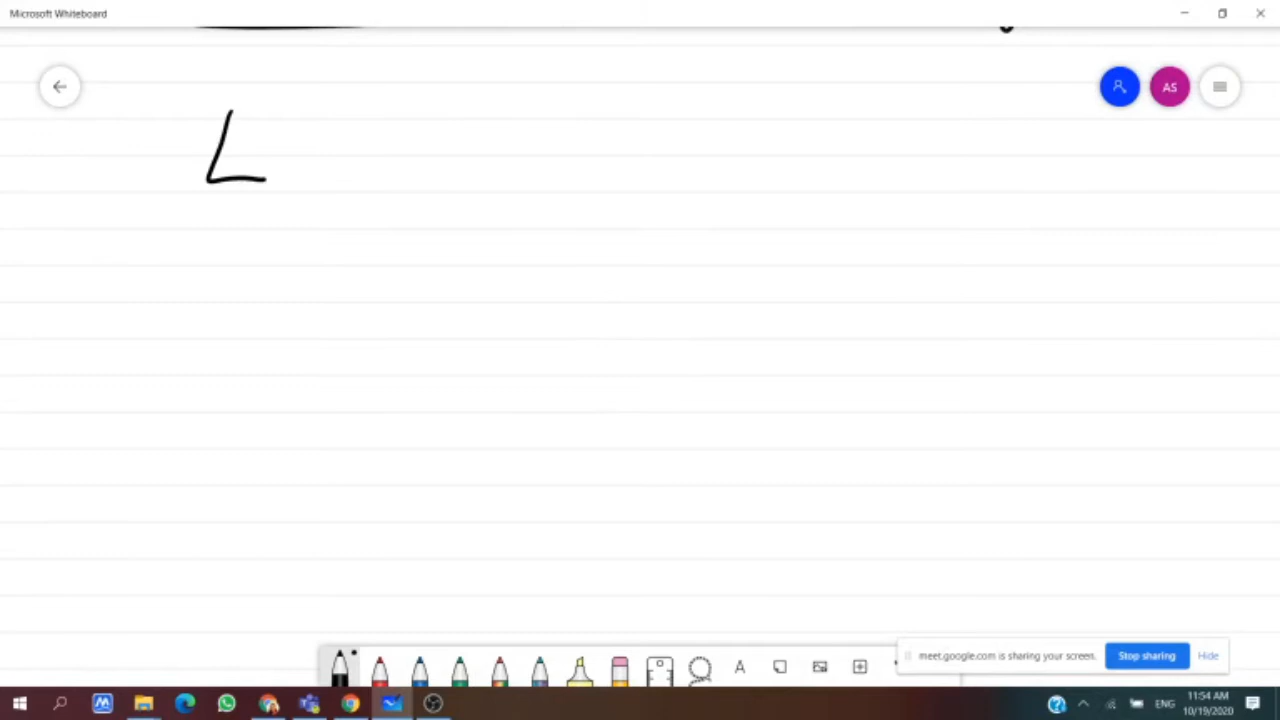 Microsoft Whiteboard
AS
L
A
meet.google.com is sharing your screen.
Stop sharing
Hide
ENG
11:54 AM
10/19/2020